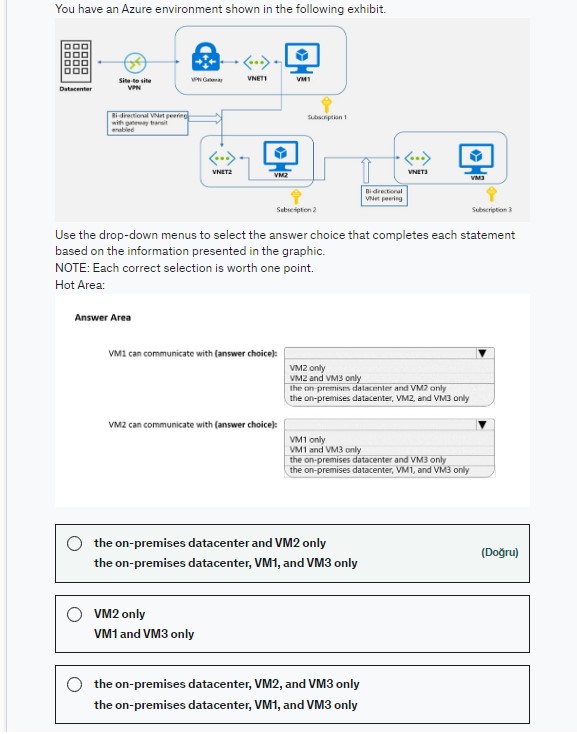 You have an Azure environment shown in the following exhibit.
Datacenter
Site-to-site
VPN
VPN Gateway
VNET1
VM1
Subscription 1
Bi-directional VNet peering
with gateway transit
enabled
VNET2
VM2
Subscription 2
Bi-directional
VNet peering
VNET3
VM3
Subscription 3
Use the drop-down menus to select the answer choice that completes each statement
based on the information presented in the graphic.
NOTE: Each correct selection is worth one point.
Hot Area:
Answer Area
VM1 can communicate with (answer choice):
VM2 only
VM2 and VM3 only
the on-premises datacenter and VM2 only
the on-premises datacenter, VM2, and VM3 only
VM2 can communicate with (answer choice):
VM1 only
VM1 and VM3 only
the on-premises datacenter and VM3 only
the on-premises datacenter, VM1, and VM3 only
the on-premises datacenter and VM2 only
the on-premises datacenter, VM1, and VM3 only
(Doğru)
VM2 only
VM1 and VM3 only
the on-premises datacenter, VM2, and VM3 only
the on-premises datacenter, VM1, and VM3 only